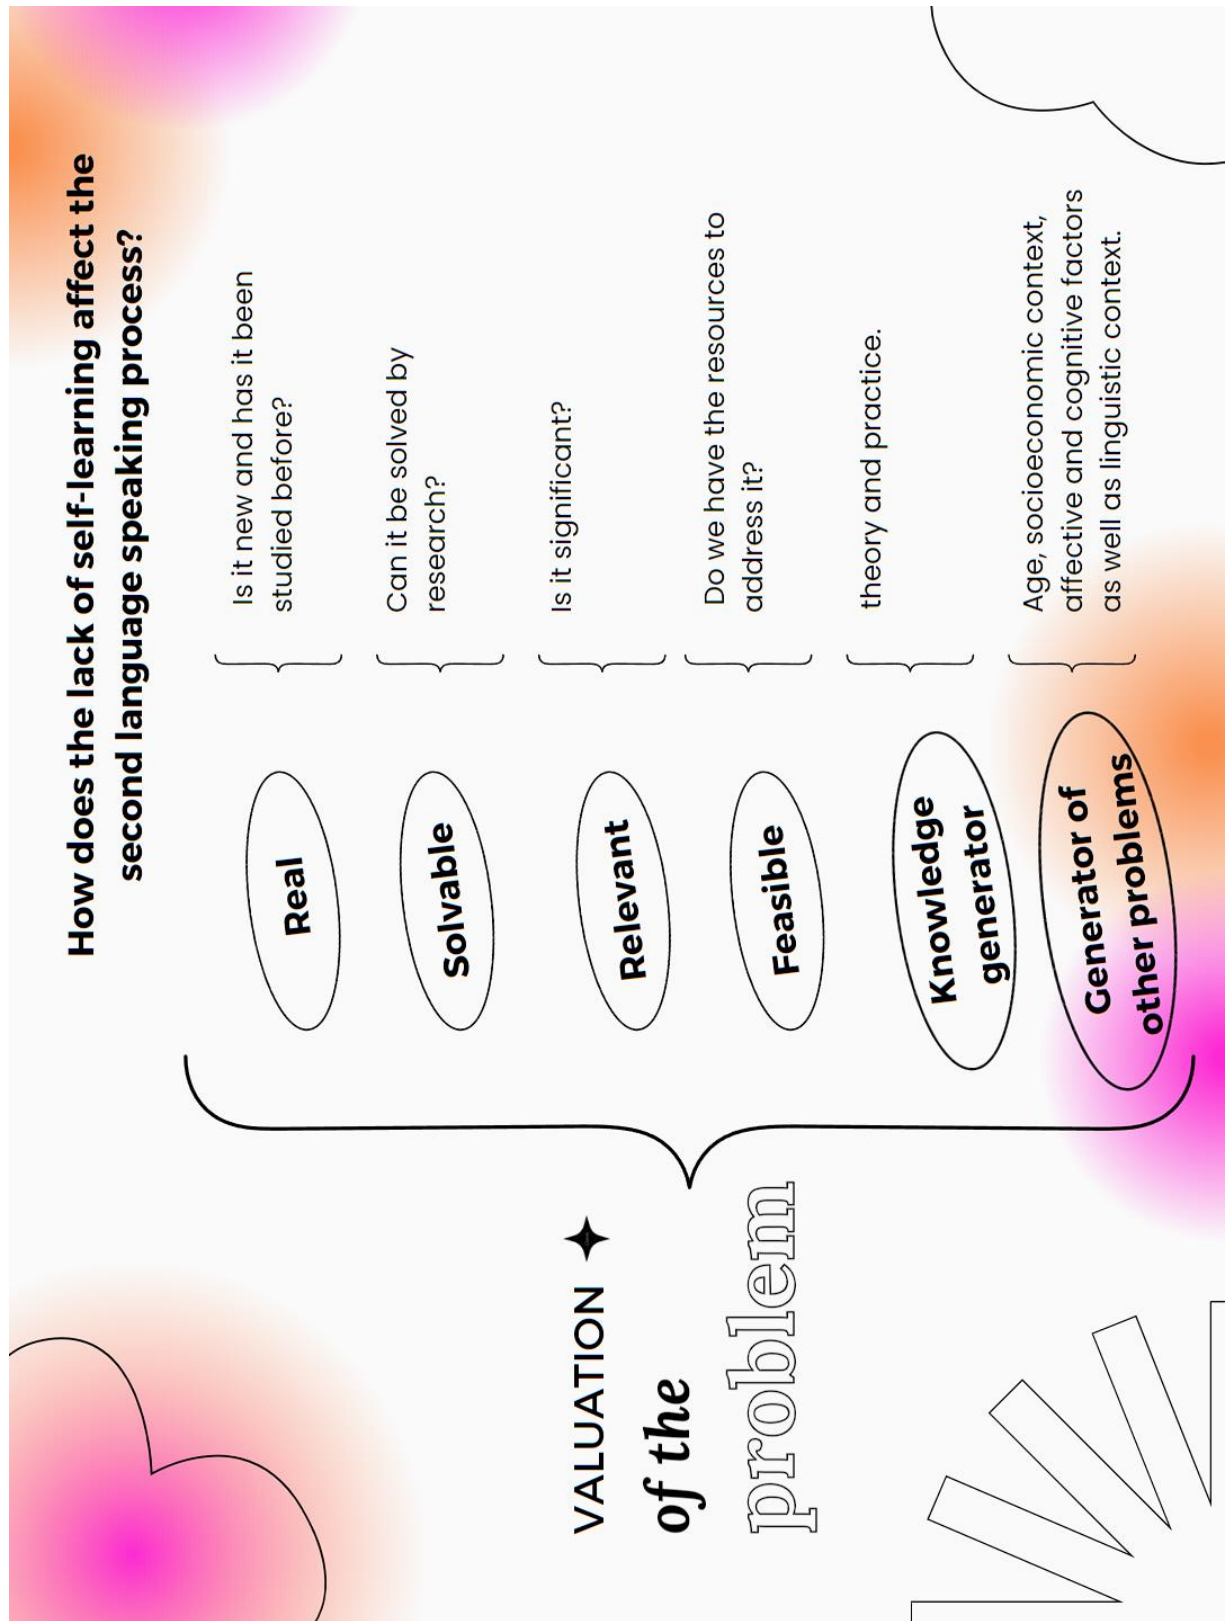 How does the lack of self-learning affect the
second language speaking process?
VALUATION
of the
problem
Real
Is it new and has it been
studied before?
Solvable
Can it be solved by
research?
Relevant
Is it significant?
Feasible
Do we have the resources to
address it?
Knowledge
generator
theory and practice.
Generator of
other problems
Age, socioeconomic context,
affective and cognitive factors
as well as linguistic context.